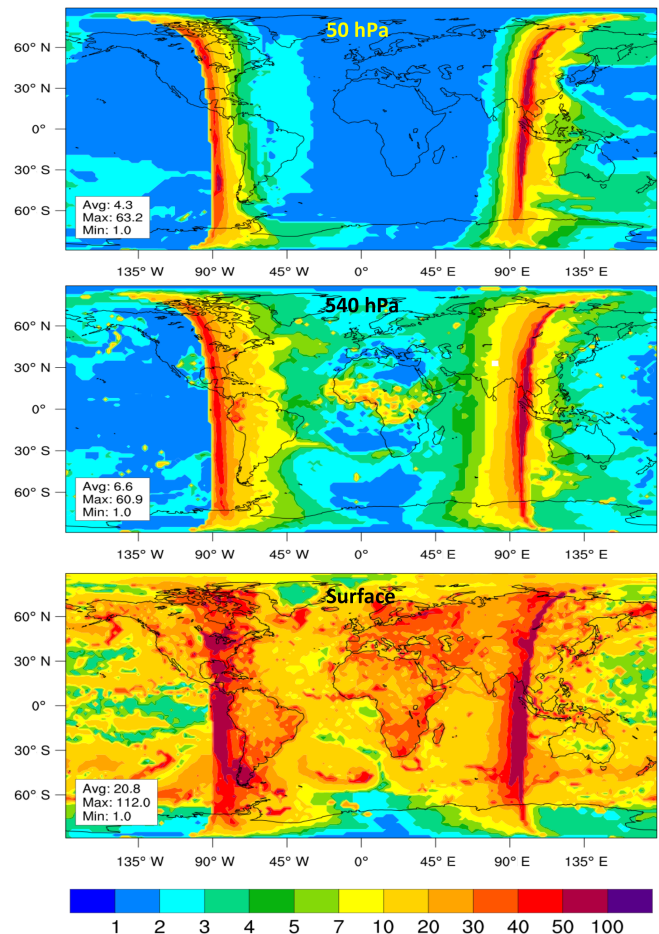 50 hPa
60° N
30° N
0°
30° S
60° S
Avg: 4.3
Max: 63.2
Min: 1.0
135° W 90° W 45° W 0° 45° E 90° E 135° E
540 hPa
60° N
30° N
0°
30° S
60° S
Avg: 6.6
Max: 60.9
Min: 1.0
135° W 90° W 45° W 0° 45° E 90° E 135° E
Surface
60° N
30° N
0°
30° S
60° S
Avg: 20.8
Max: 112.0
Min: 1.0
135° W 90° W 45° W 0° 45° E 90° E 135° E
1 2 3 4 5 7 10 20 30 40 50 100